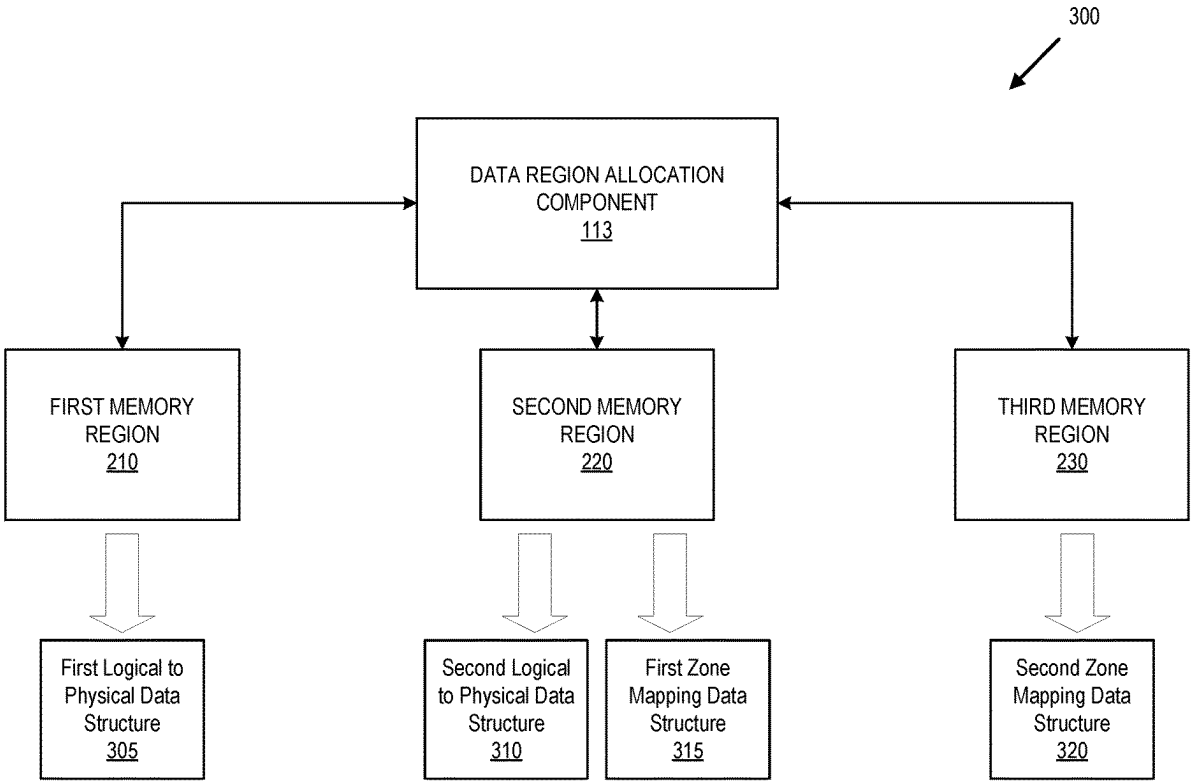 300
DATA REGION ALLOCATION
COMPONENT
113
FIRST MEMORY
REGION
210
SECOND MEMORY
REGION
220
THIRD MEMORY
REGION
230
First Logical to
Physical Data
Structure
305
Second Logical
to Physical Data
Structure
310
First Zone
Mapping Data
Structure
315
Second Zone
Mapping Data
Structure
320